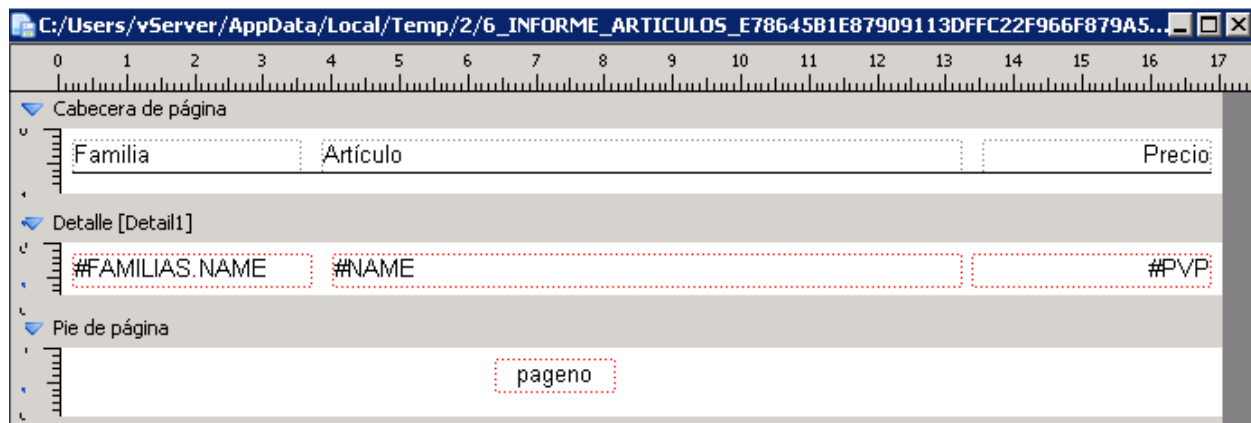 C:/Users/vServer/AppData/Local/Temp/2/6_INFORME_ARTICULOS_E78645B1E87909113DFFC22F966F879A5...
0 1 2 3 4 5 6 7 8 9 10 11 12 13 14 15 16 17
Cabecera de página
Familia Artículo Precio
Detalle [Detail1]
#FAMILIAS.NAME #NAME #PVP
Pie de página
pageno